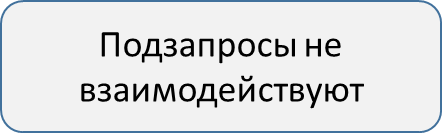 Подзапросы не
взаимодействуют